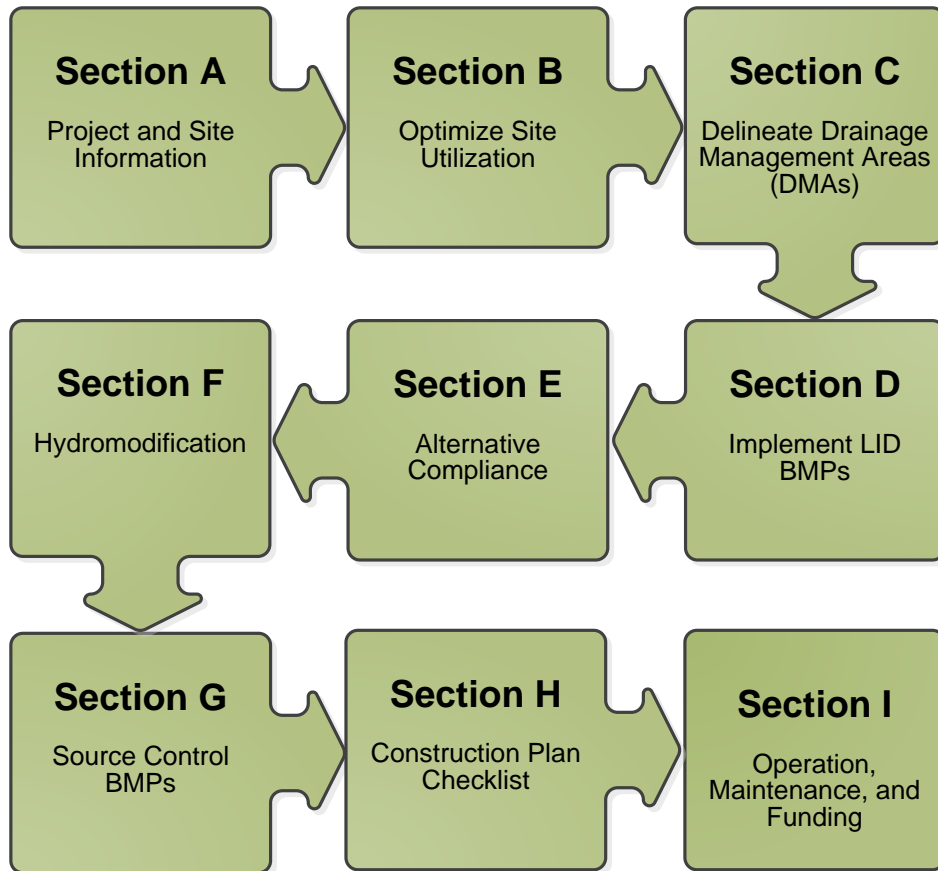 Section A
Project and Site
Information
Section B
Optimize Site
Utilization
Section C
Delineate Drainage
Management Areas
(DMAs)
Section D
Implement LID
BMPs
Section E
Alternative
Compliance
Section F
Hydromodification
Section G
Source Control
BMPs
Section H
Construction Plan
Checklist
Section I
Operation,
Maintenance, and
Funding